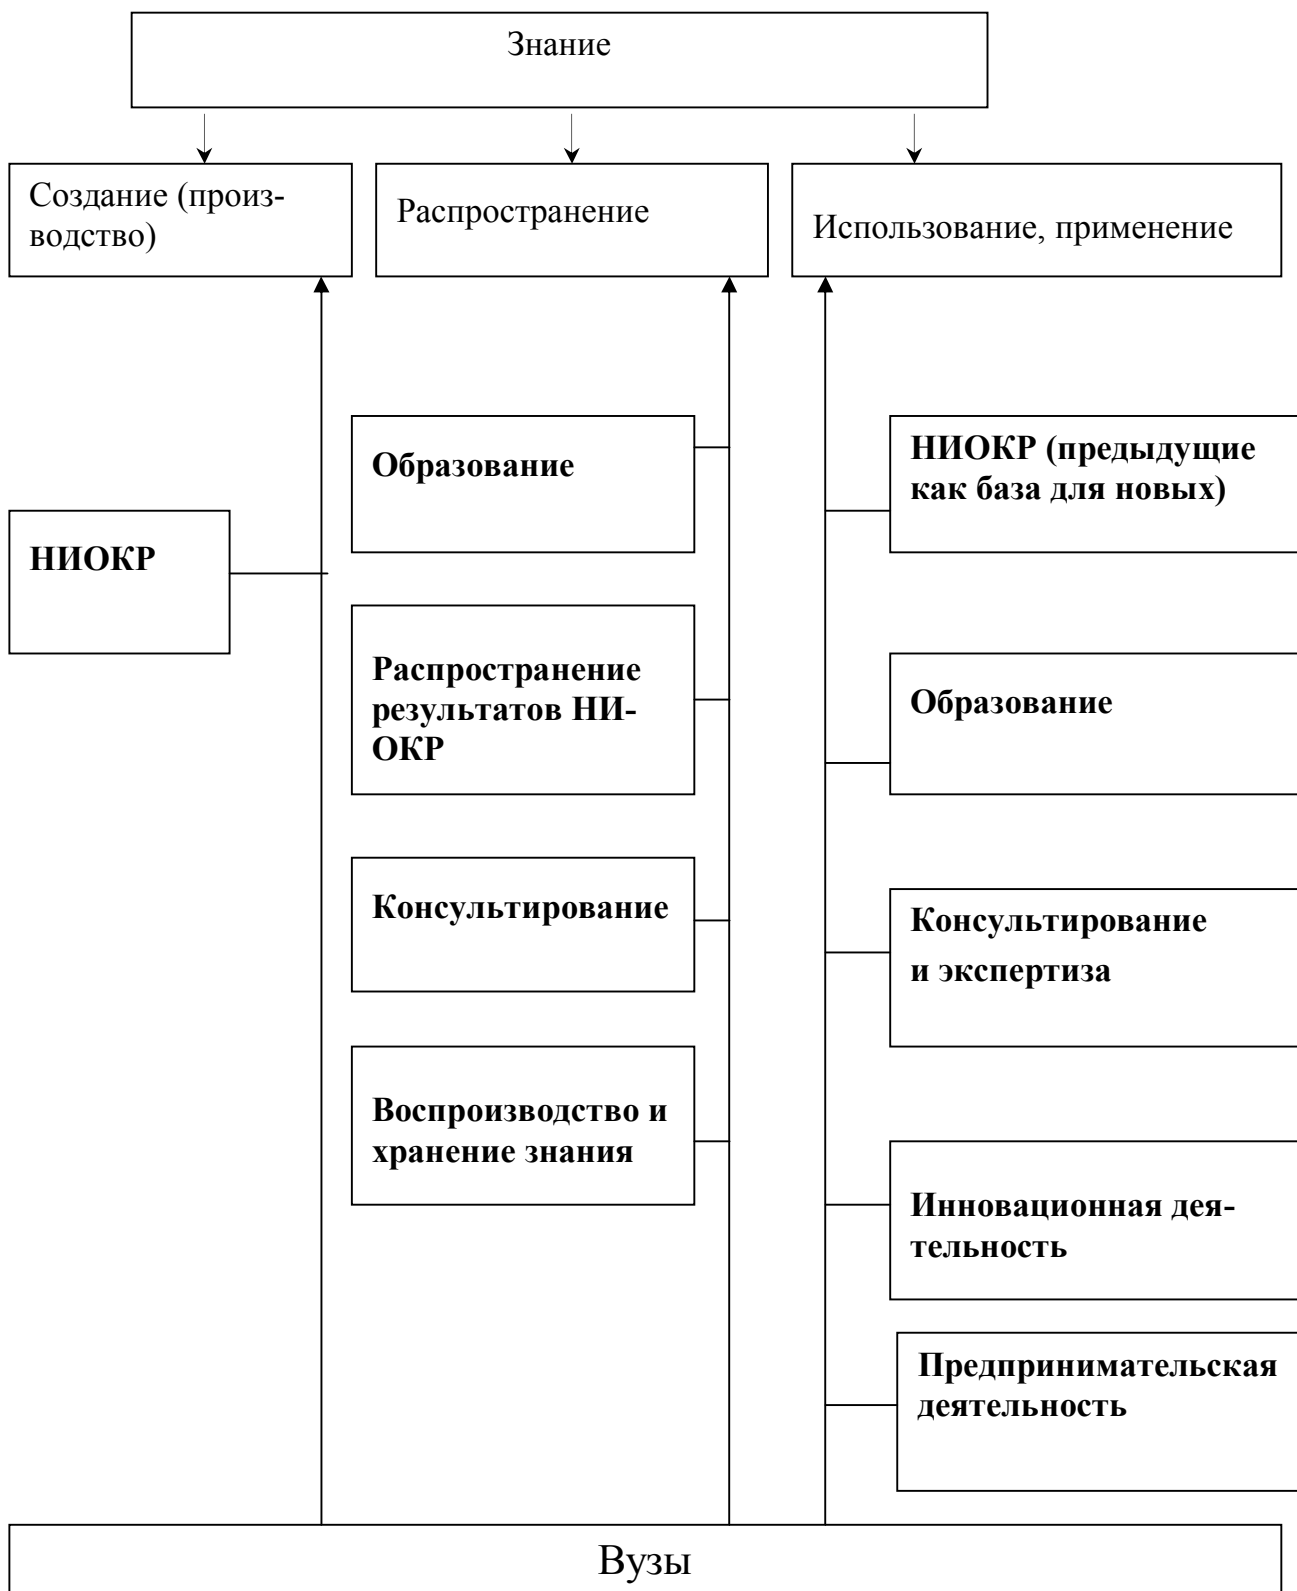 Знание
Создание (произ-
водство)
Распространение
Использование, применение
НИОКР
Образование
Распространение
результатов НИ-
ОКР
Консультирование
Воспроизводство и
хранение знания
НИОКР (предыдущие
как база для новых)
Образование
Консультирование
и экспертиза
Инновационная дея-
тельность
Предпринимательская
деятельность
Вузы